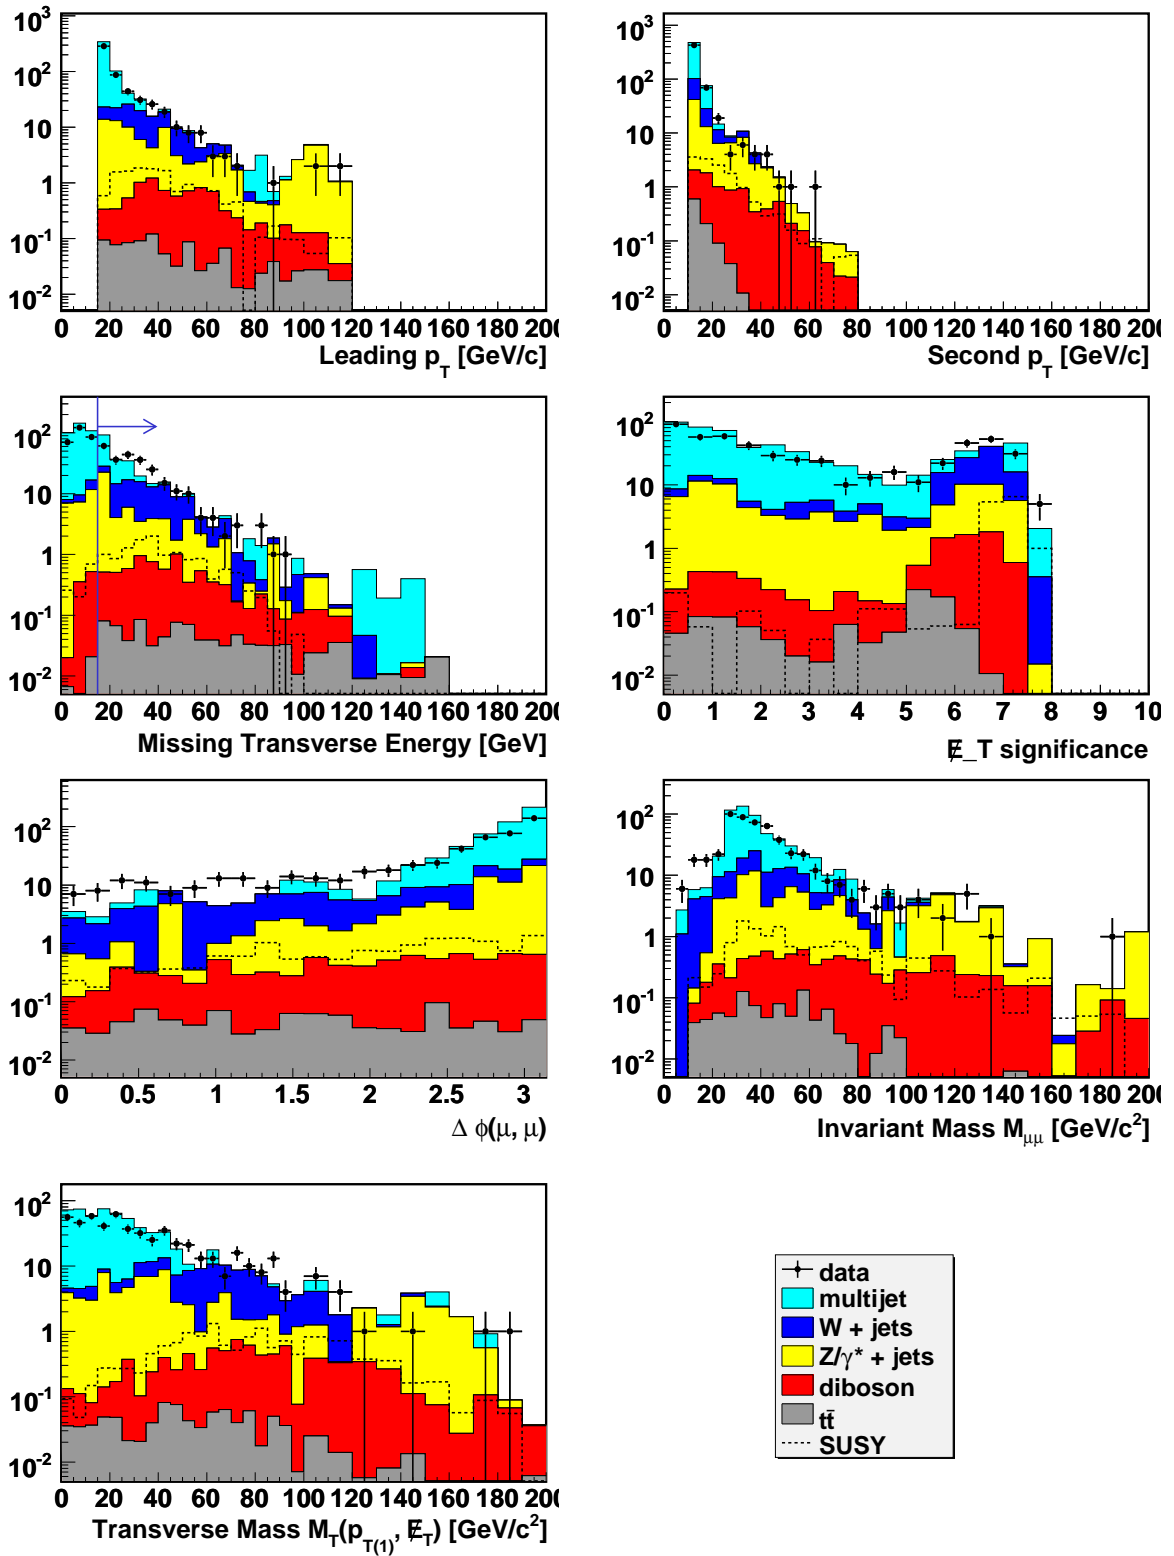 10³
10²
10
1
10⁻¹
10⁻²
0 20 40 60 80 100 120 140 160 180 200
Leading p_T [GeV/c]
10³
10²
10
1
10⁻¹
10⁻²
0 20 40 60 80 100 120 140 160 180 200
Second p_T [GeV/c]
10²
10
1
10⁻¹
10⁻²
0 20 40 60 80 100 120 140 160 180 200
Missing Transverse Energy [GeV]
10²
10
1
10⁻¹
10⁻²
0 1 2 3 4 5 6 7 8 9 10
E̸_T significance
10²
10
1
10⁻¹
10⁻²
0 0.5 1 1.5 2 2.5 3
Δ ϕ(μ, μ)
10²
10
1
10⁻¹
10⁻²
0 20 40 60 80 100 120 140 160 180 200
Invariant Mass M_μμ [GeV/c²]
10²
10
1
10⁻¹
10⁻²
0 20 40 60 80 100 120 140 160 180 200
Transverse Mass M_T(p_T(1), E̸_T) [GeV/c²]
data
multijet
W + jets
Z/γ* + jets
diboson
tt̄
SUSY